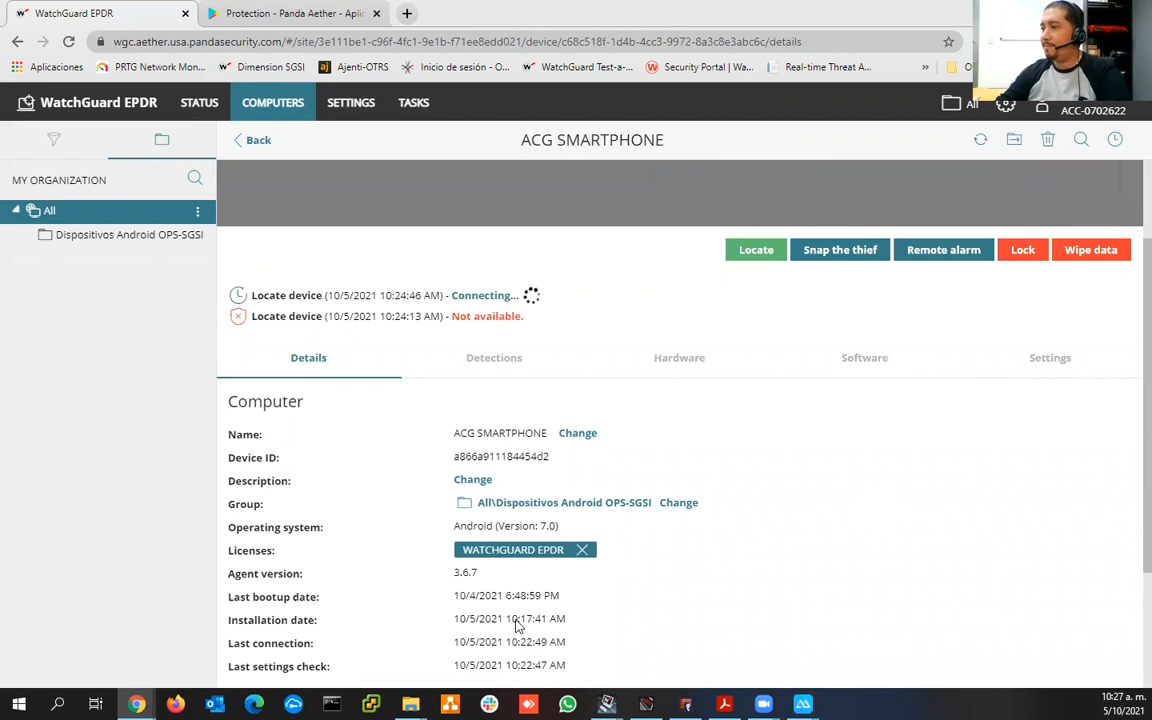 WatchGuard EPDR
Protection - Panda Aether - Aplic
wgc.aether.usa.pandasecurity.com/#/site/3e111be1-c96f-4fc1-9e1b-f71ee8edd021/device/c68c518f-1d4b-4cc3-9972-8a3c8e3abc6c/details
Aplicaciones PRTG Network Mon... Dimension SGSI Ajenti-OTRS Inicio de sesión - O... WatchGuard Test-a-... Security Portal | Wa... Real-time Threat A... »
WatchGuard EPDR STATUS COMPUTERS SETTINGS TASKS All ACC-0702622
Back ACG SMARTPHONE
MY ORGANIZATION
All
Dispositivos Android OPS-SGSI
Locate Snap the thief Remote alarm Lock Wipe data
Locate device (10/5/2021 10:24:46 AM) - Connecting...
Locate device (10/5/2021 10:24:13 AM) - Not available.
Details Detections Hardware Software Settings
Computer
Name: ACG SMARTPHONE Change
Device ID: a866a911184454d2
Description: Change
Group: All\Dispositivos Android OPS-SGSI Change
Operating system: Android (Version: 7.0)
Licenses: WATCHGUARD EPDR
Agent version: 3.6.7
Last bootup date: 10/4/2021 6:48:59 PM
Installation date: 10/5/2021 10:17:41 AM
Last connection: 10/5/2021 10:22:49 AM
Last settings check: 10/5/2021 10:22:47 AM
10:27 a. m.
5/10/2021